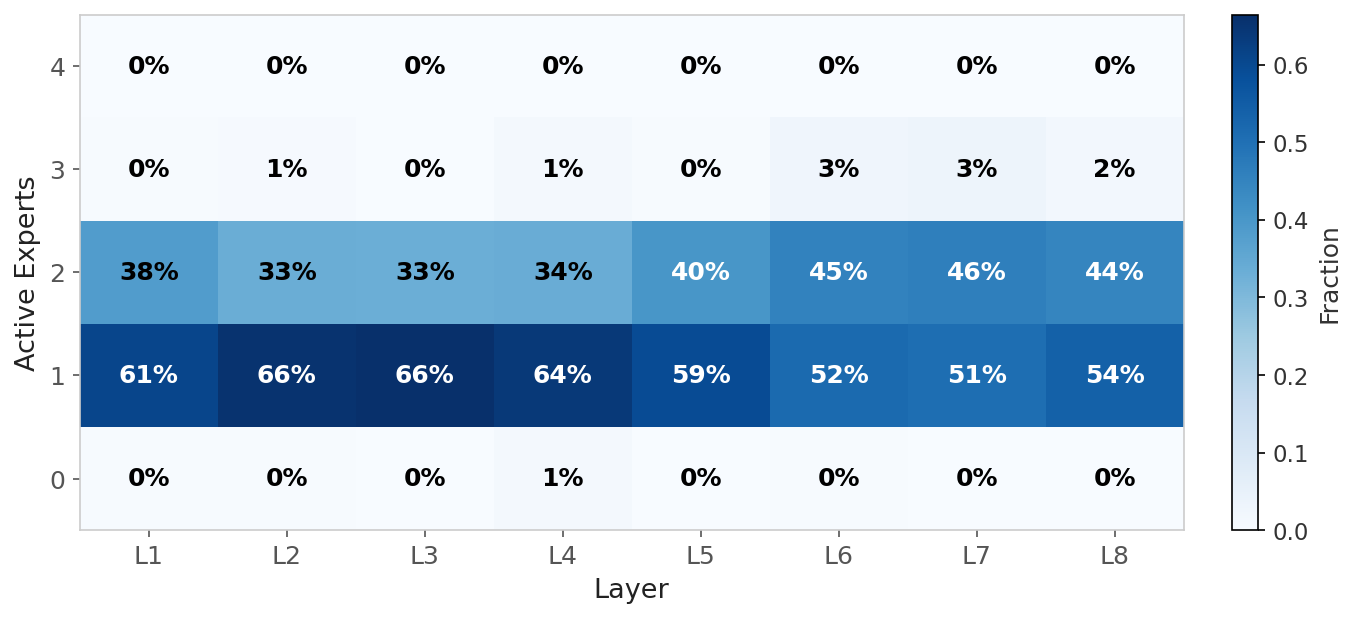 4 0% 0% 0% 0% 0% 0% 0% 0%
3 0% 1% 0% 1% 0% 3% 3% 2%
2 38% 33% 33% 34% 40% 45% 46% 44%
1 61% 66% 66% 64% 59% 52% 51% 54%
0 0% 0% 0% 1% 0% 0% 0% 0%
L1 L2 L3 L4 L5 L6 L7 L8
Layer
Active Experts
0.6
0.5
0.4
0.3
0.2
0.1
0.0
Fraction